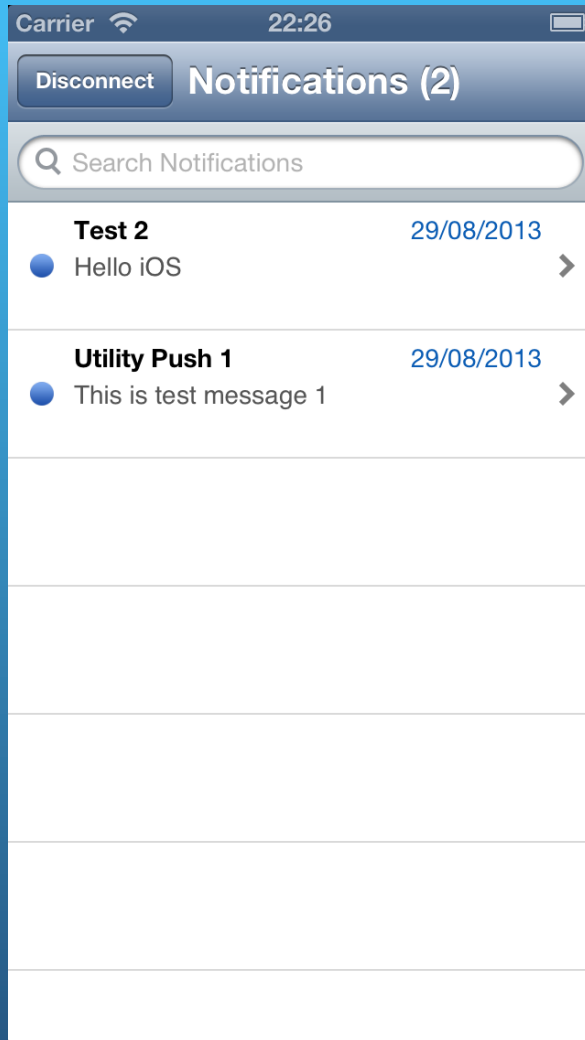 Carrier 22:26
Disconnect Notifications (2)
Search Notifications
Test 2 29/08/2013
Hello iOS
Utility Push 1 29/08/2013
This is test message 1